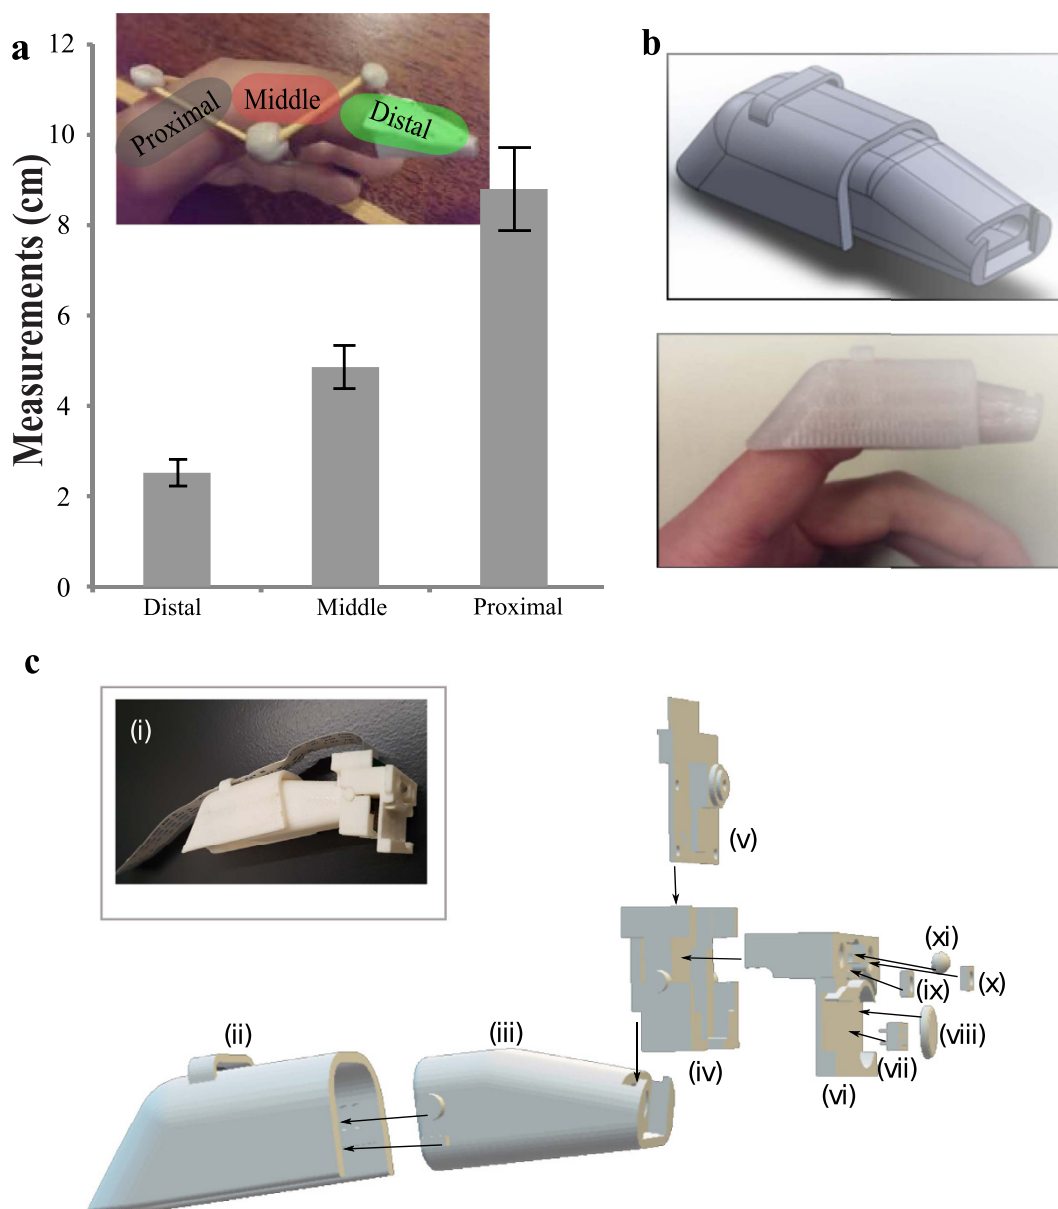 a
12
10
8
6
4
2
0
Measurements (cm)
Proximal
Middle
Distal
Distal
Middle
Proximal
b
c
(i)
(ii)
(iii)
(iv)
(v)
(vi)
(vii)
(viii)
(ix)
(x)
(xi)